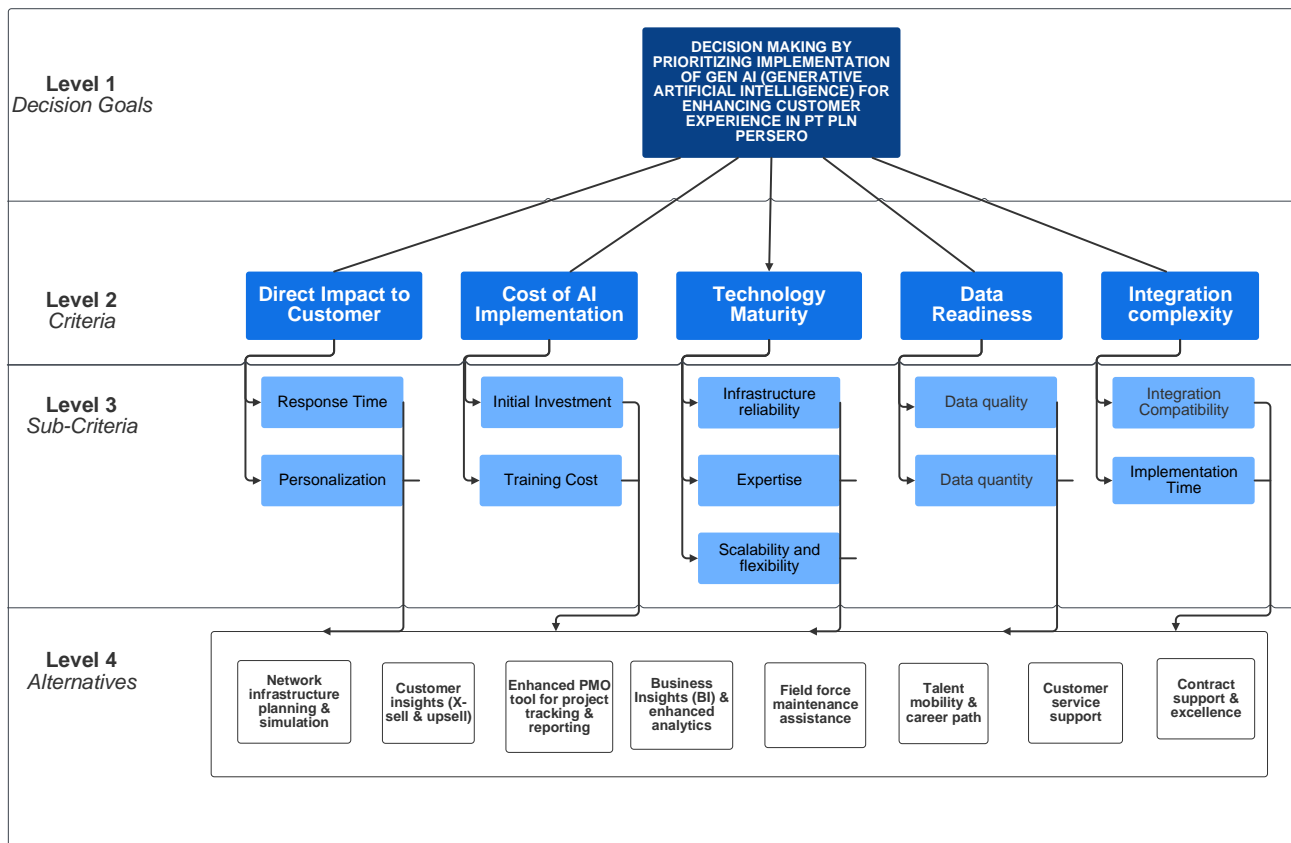 DECISION MAKING BY
PRIORITIZING IMPLEMENTATION
OF GEN AI (GENERATIVE
ARTIFICIAL INTELLIGENCE) FOR
ENHANCING CUSTOMER
EXPERIENCE IN PT PLN
PERSERO
Level 1
Decision Goals
Level 2
Criteria
Direct Impact to
Customer
Cost of AI
Implementation
Technology
Maturity
Data
Readiness
Integration
complexity
Level 3
Sub-Criteria
Response Time
Personalization
Initial Investment
Training Cost
Infrastructure
reliability
Expertise
Scalability and
flexibility
Data quality
Data quantity
Integration
Compatibility
Implementation
Time
Level 4
Alternatives
Network
infrastructure
planning &
simulation
Customer
insights (X-
sell & upsell)
Enhanced PMO
tool for project
tracking &
reporting
Business
Insights (BI) &
enhanced
analytics
Field force
maintenance
assistance
Talent
mobility &
career path
Customer
service
support
Contract
support &
excellence